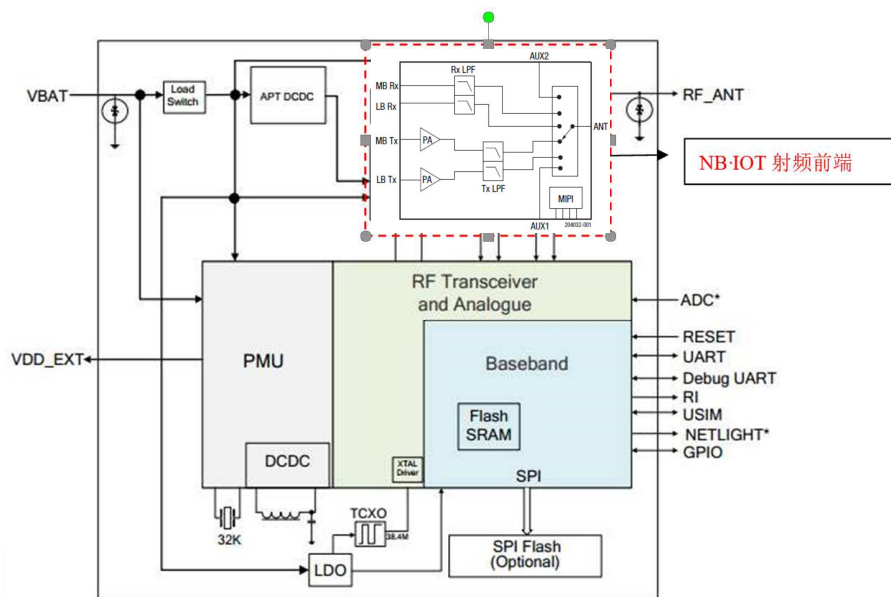 AUX2
Rx LPF
MB Rx
LB Rx
VBAT
Load
Switch
APT DCDC
RF_ANT
ANT
MB Tx
PA
NB·IOT 射频前端
LB Tx
PA
Tx LPF
MIPI
AUX1
204032-001
RF Transceiver
and Analogue
ADC*
RESET
VDD_EXT
PMU
Baseband
UART
Debug UART
RI
Flash
SRAM
USIM
NETLIGHT*
GPIO
DCDC
XTAL
Driver
SPI
TCXO
38.4M
32K
SPI Flash
(Optional)
LDO